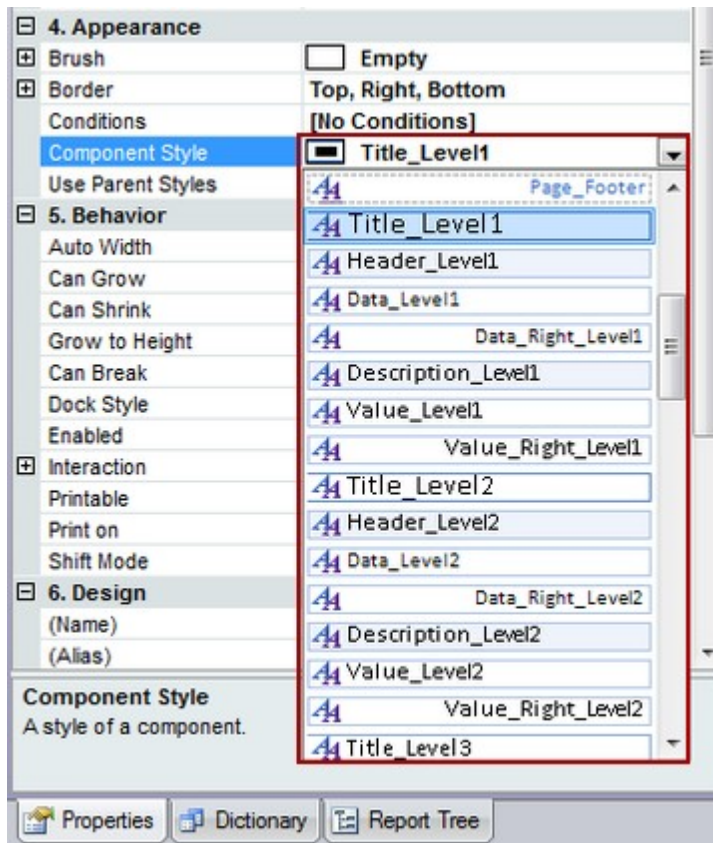 4. Appearance
Brush Empty
Border Top, Right, Bottom
Conditions [No Conditions]
Component Style Title_Level1
Use Parent Styles Page_Footer
5. Behavior Title_Level1
Auto Width Header_Level1
Can Grow Data_Level1
Can Shrink
Grow to Height Data_Right_Level1
Can Break Description_Level1
Dock Style Value_Level1
Enabled Value_Right_Level1
Interaction
Printable Title_Level2
Print on Header_Level2
Shift Mode Data_Level2
6. Design Data_Right_Level2
(Name) Description_Level2
(Alias) Value_Level2
Component Style Value_Right_Level2
A style of a component.
Title_Level3
Properties Dictionary Report Tree